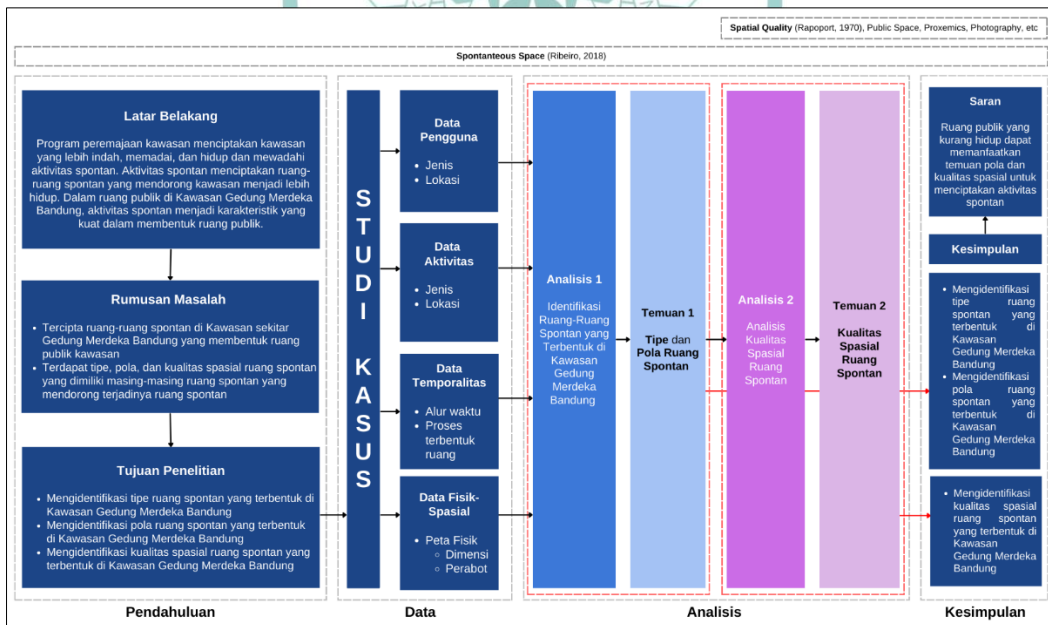 Spatial Quality (Rapoport, 1970), Public Space, Proxemics, Photography, etc
Spontaneous Space (Ribeiro, 2018)
Latar Belakang
Program peremajaan kawasan menciptakan kawasan
yang lebih indah, memadai, dan hidup dan mewadahi
aktivitas spontan. Aktivitas spontan menciptakan ruang-
ruang spontan yang mendorong kawasan menjadi lebih
hidup. Dalam ruang publik di Kawasan Gedung Merdeka
Bandung, aktivitas spontan menjadi karakteristik yang
kuat dalam membentuk ruang publik.
Rumusan Masalah
• Tercipta ruang-ruang spontan di Kawasan sekitar
Gedung Merdeka Bandung yang membentuk ruang
publik kawasan
• Terdapat tipe, pola, dan kualitas spasial ruang spontan
yang dimiliki masing-masing ruang spontan yang
mendorong terjadinya ruang spontan
Tujuan Penelitian
• Mengidentifikasi tipe ruang spontan yang terbentuk di
Kawasan Gedung Merdeka Bandung
• Mengidentifikasi pola ruang spontan yang terbentuk
di Kawasan Gedung Merdeka Bandung
• Mengidentifikasi kualitas spasial ruang spontan yang
terbentuk di Kawasan Gedung Merdeka Bandung
Pendahuluan
STUDI KASUS
Data
Pengguna
• Jenis
• Lokasi
Data
Aktivitas
• Jenis
• Lokasi
Data
Temporalitas
• Alur waktu
• Proses
terbentuk
ruang
Data Fisik-
Spasial
• Peta Fisik
○ Dimensi
○ Perabot
Data
Analisis 1
Identifikasi
Ruang-Ruang
Spontan yang
Terbentuk di
Kawasan
Gedung
Merdeka
Bandung
Temuan 1
Tipe dan
Pola Ruang
Spontan
Analisis 2
Analisis
Kualitas
Spasial
Ruang
Spontan
Temuan 2
Kualitas
Spasial
Ruang
Spontan
Analisis
Saran
Ruang publik yang
kurang hidup dapat
memanfaatkan
temuan pola dan
kualitas spasial untuk
menciptakan aktivitas
spontan
Kesimpulan
• Mengidentifikasi
tipe ruang
spontan yang
terbentuk di
Kawasan
Gedung Merdeka
Bandung
• Mengidentifikasi
pola ruang
spontan yang
terbentuk di
Kawasan
Gedung Merdeka
Bandung
• Mengidentifikasi
kualitas spasial
ruang spontan
yang terbentuk di
Kawasan
Gedung Merdeka
Bandung
Kesimpulan